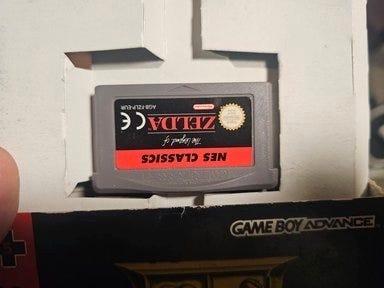 NES CLASSICS
The Legend of
ZELDA
Nintendo
CE
AGB-FZLP-EUR
GAME BOY ADVANCE